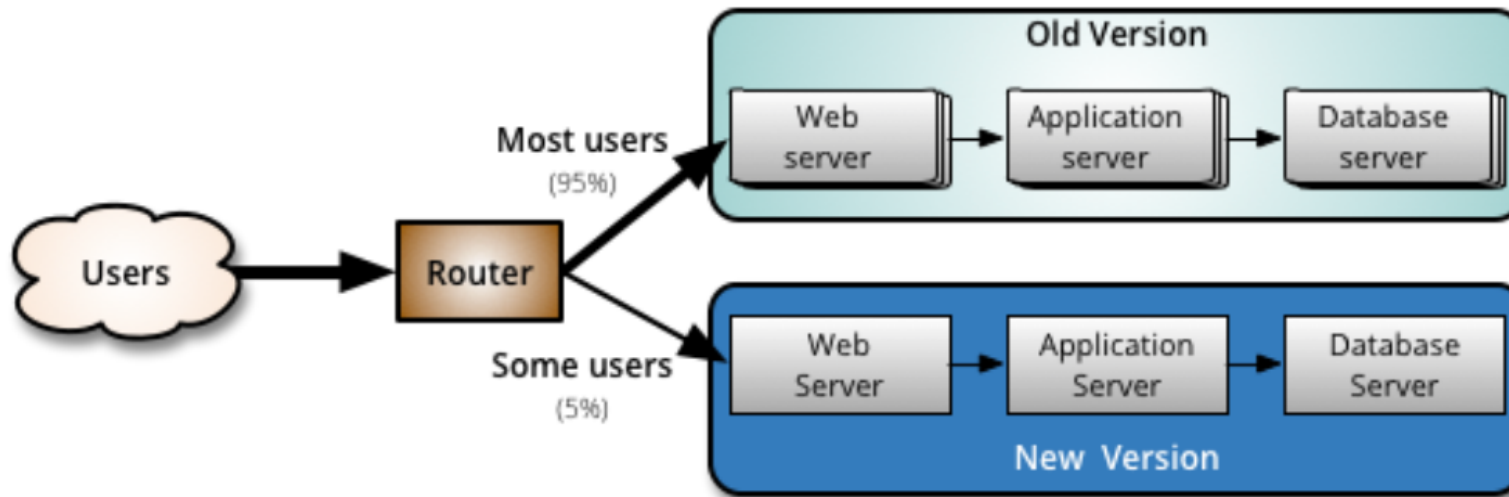 Old Version
Web
server
Application
server
Database
server
Most users
(95%)
Users
Router
Some users
(5%)
Web
Server
Application
Server
Database
Server
New Version